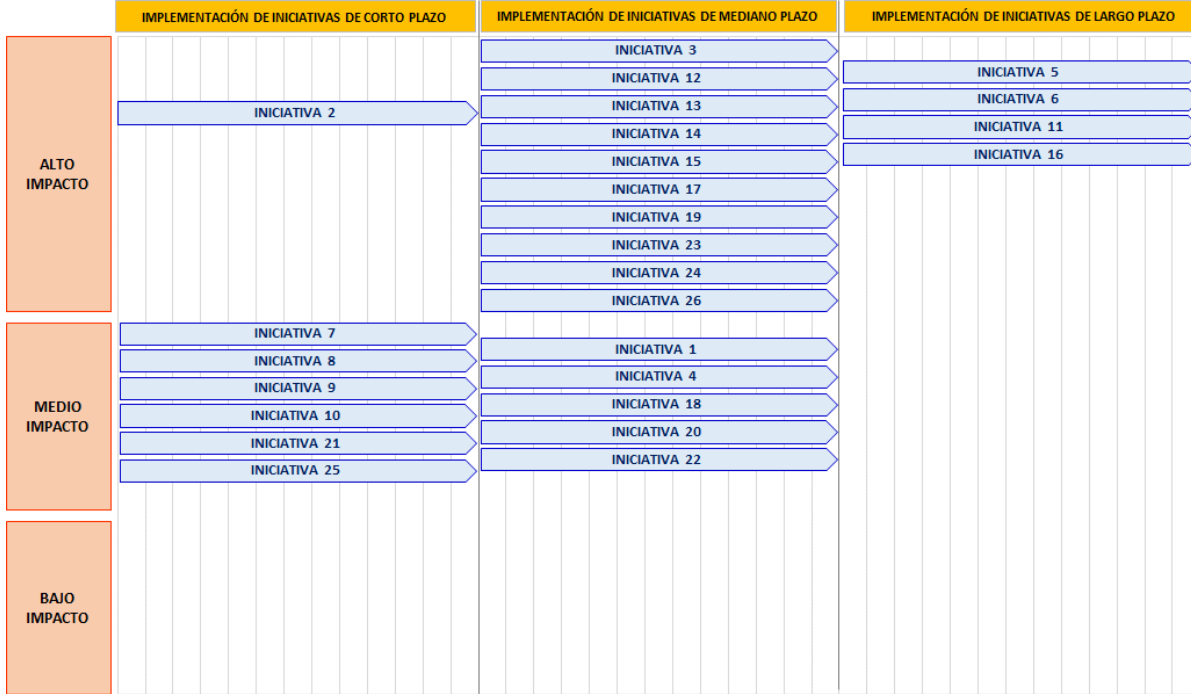 IMPLEMENTACIÓN DE INICIATIVAS DE CORTO PLAZO
IMPLEMENTACIÓN DE INICIATIVAS DE MEDIANO PLAZO
IMPLEMENTACIÓN DE INICIATIVAS DE LARGO PLAZO
ALTO
IMPACTO
INICIATIVA 2
INICIATIVA 3
INICIATIVA 12
INICIATIVA 13
INICIATIVA 14
INICIATIVA 15
INICIATIVA 17
INICIATIVA 19
INICIATIVA 23
INICIATIVA 24
INICIATIVA 26
INICIATIVA 5
INICIATIVA 6
INICIATIVA 11
INICIATIVA 16
MEDIO
IMPACTO
INICIATIVA 7
INICIATIVA 8
INICIATIVA 9
INICIATIVA 10
INICIATIVA 21
INICIATIVA 25
INICIATIVA 1
INICIATIVA 4
INICIATIVA 18
INICIATIVA 20
INICIATIVA 22
BAJO
IMPACTO